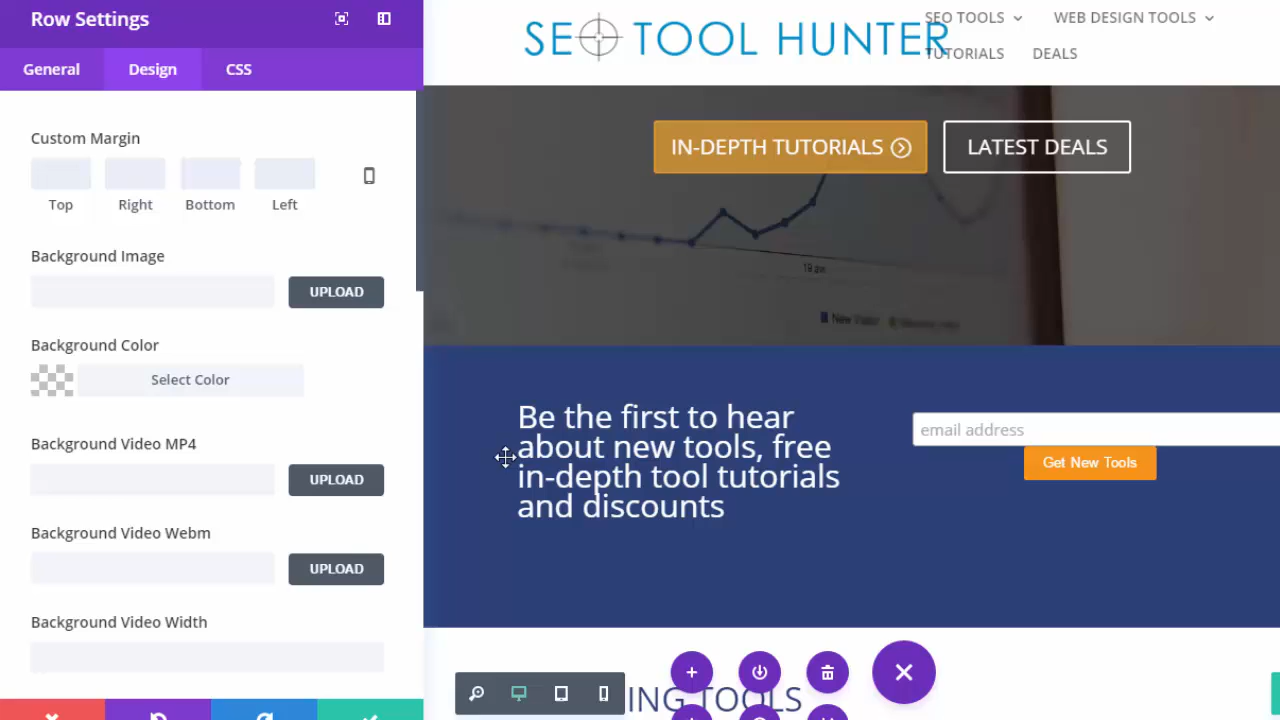 Row Settings
General
Design
CSS
Custom Margin
Top
Right
Bottom
Left
Background Image
UPLOAD
Background Color
Select Color
Background Video MP4
UPLOAD
Background Video Webm
UPLOAD
Background Video Width
SEO TOOL HUNTER
SEO TOOLS
WEB DESIGN TOOLS
TUTORIALS
DEALS
IN-DEPTH TUTORIALS
LATEST DEALS
New Visitor
Be the first to hear
about new tools, free
in-depth tool tutorials
and discounts
email address
Get New Tools
ING TOOLS